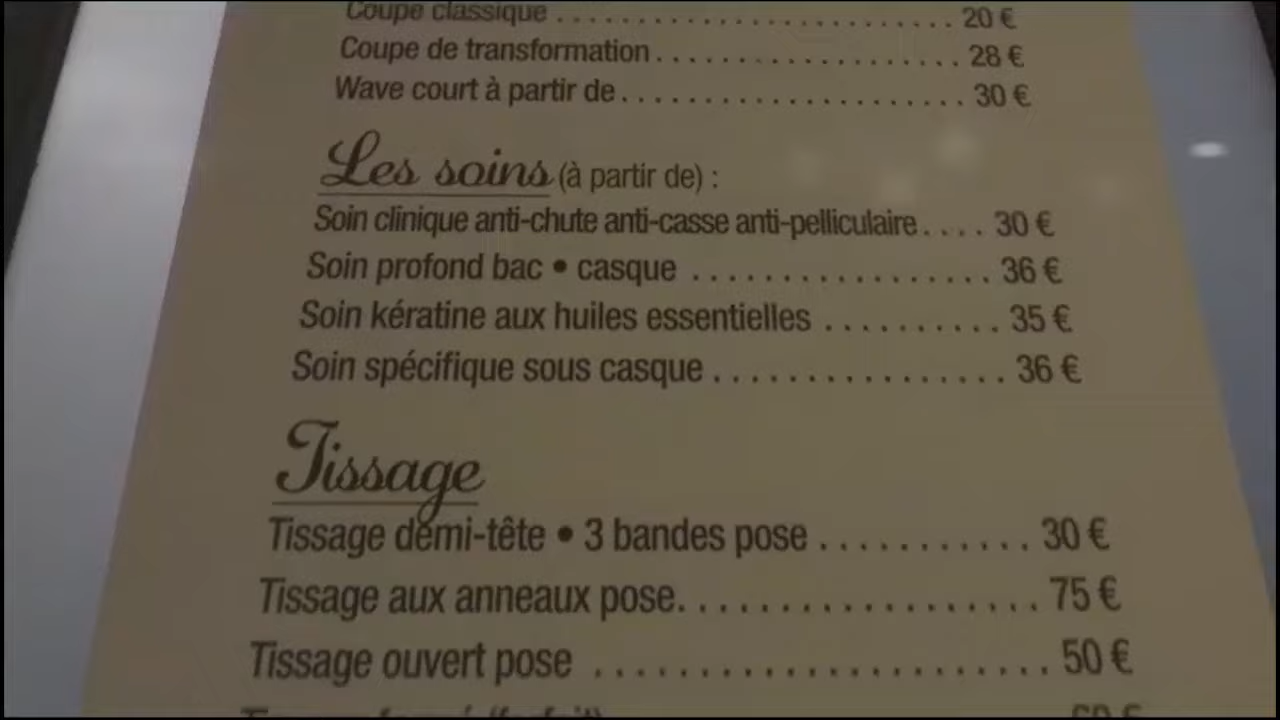 Coupe classique ......................... 20 €
Coupe de transformation .................. 28 €
Wave court à partir de ..................... 30 €
Les soins (à partir de) :
Soin clinique anti-chute anti-casse anti-pelliculaire .... 30 €
Soin profond bac • casque ................ 36 €
Soin kératine aux huiles essentielles .......... 35 €
Soin spécifique sous casque ................ 36 €
Tissage
Tissage demi-tête • 3 bandes pose ........... 30 €
Tissage aux anneaux pose................... 75 €
Tissage ouvert pose ....................... 50 €